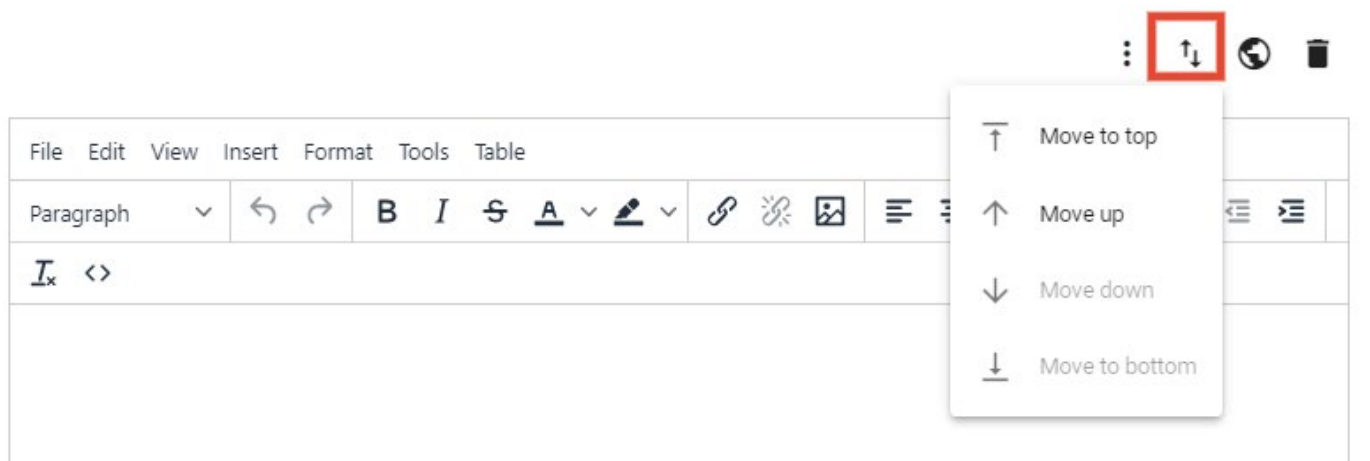 File Edit View Insert Format Tools Table
Paragraph
Move to top
Move up
Move down
Move to bottom